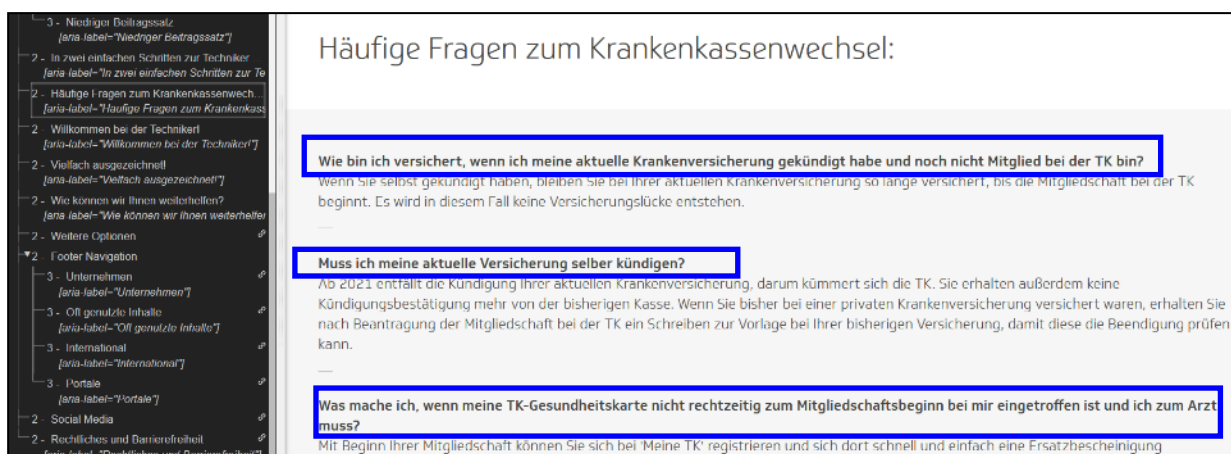 3 - Niedriger Beitragssatz
[aria-label="Niedriger Beitragssatz"]
2 - In zwei einfachen Schritten zur Techniker
[aria-label="In zwei einfachen Schritten zur Te
2 - Häufige Fragen zum Krankenkassenwech...
[aria-label="Häufige Fragen zum Krankenkass
2 - Willkommen bei der Techniker!
[aria-label="Willkommen bei der Techniker!"]
2 - Vielfach ausgezeichnet!
[aria-label="Vielfach ausgezeichnet!"]
2 - Wie können wir Ihnen weiterhelfen?
[aria-label="Wie können wir Ihnen weiterhelfen
2 - Weitere Optionen
2 - Footer Navigation
3 - Unternehmen
[aria-label="Unternehmen"]
3 - Oft genutzte Inhalte
[aria-label="Oft genutzte Inhalte"]
3 - International
[aria-label="International"]
3 - Portale
[aria-label="Portale"]
2 - Social Media
2 - Rechtliches und Barrierefreiheit
[aria-label="Rechtliches und Barrierefreiheit"]
Häufige Fragen zum Krankenkassenwechsel:
Wie bin ich versichert, wenn ich meine aktuelle Krankenversicherung gekündigt habe und noch nicht Mitglied bei der TK bin?
Wenn Sie selbst gekündigt haben, bleiben Sie bei Ihrer aktuellen Krankenversicherung so lange versichert, bis die Mitgliedschaft bei der TK
beginnt. Es wird in diesem Fall keine Versicherungslücke entstehen.
Muss ich meine aktuelle Versicherung selber kündigen?
Ab 2021 entfällt die Kündigung Ihrer aktuellen Krankenversicherung, darum kümmert sich die TK. Sie erhalten außerdem keine
Kündigungsbestätigung mehr von der bisherigen Kasse. Wenn Sie bisher bei einer privaten Krankenversicherung versichert waren, erhalten Sie
nach Beantragung der Mitgliedschaft bei der TK ein Schreiben zur Vorlage bei Ihrer bisherigen Versicherung, damit diese die Beendigung prüfen
kann.
Was mache ich, wenn meine TK-Gesundheitskarte nicht rechtzeitig zum Mitgliedschaftsbeginn bei mir eingetroffen ist und ich zum Arzt
muss?
Mit Beginn Ihrer Mitgliedschaft können Sie sich bei 'Meine TK' registrieren und sich dort schnell und einfach eine Ersatzbescheinigung